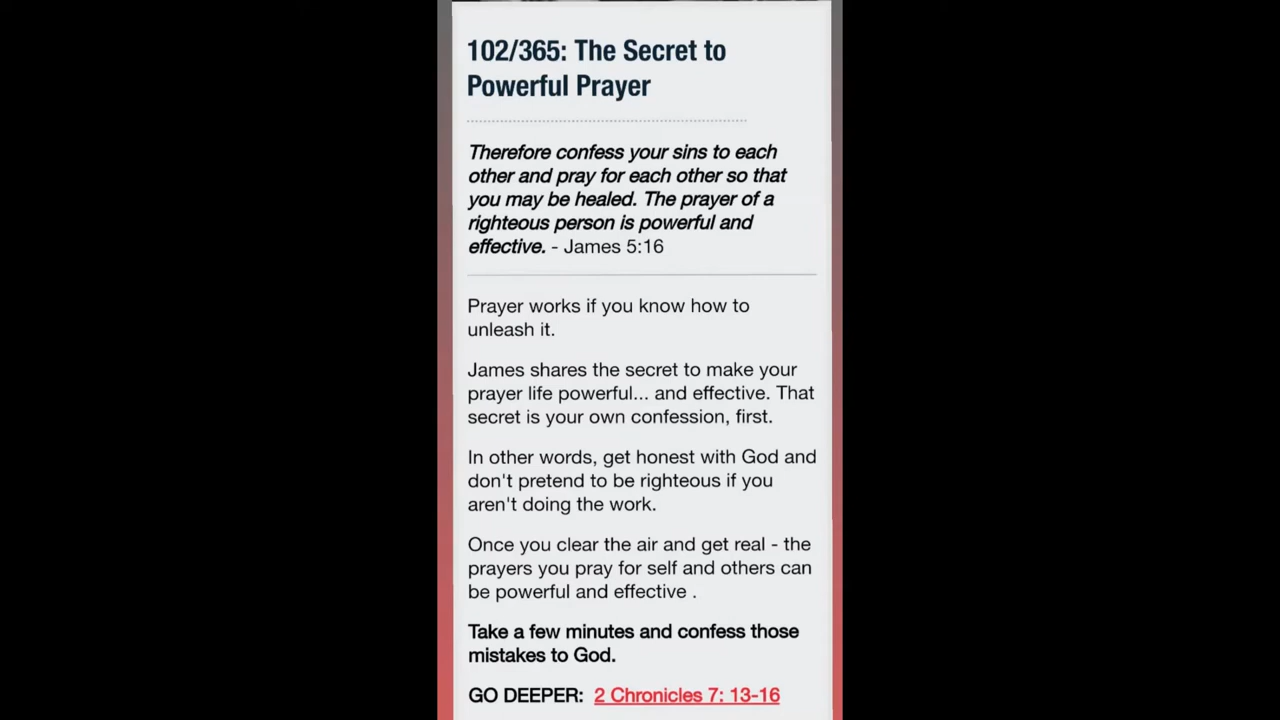 102/365: The Secret to
Powerful Prayer
Therefore confess your sins to each
other and pray for each other so that
you may be healed. The prayer of a
righteous person is powerful and
effective. - James 5:16
Prayer works if you know how to
unleash it.
James shares the secret to make your
prayer life powerful... and effective. That
secret is your own confession, first.
In other words, get honest with God and
don't pretend to be righteous if you
aren't doing the work.
Once you clear the air and get real - the
prayers you pray for self and others can
be powerful and effective .
Take a few minutes and confess those
mistakes to God.
GO DEEPER: 2 Chronicles 7: 13-16